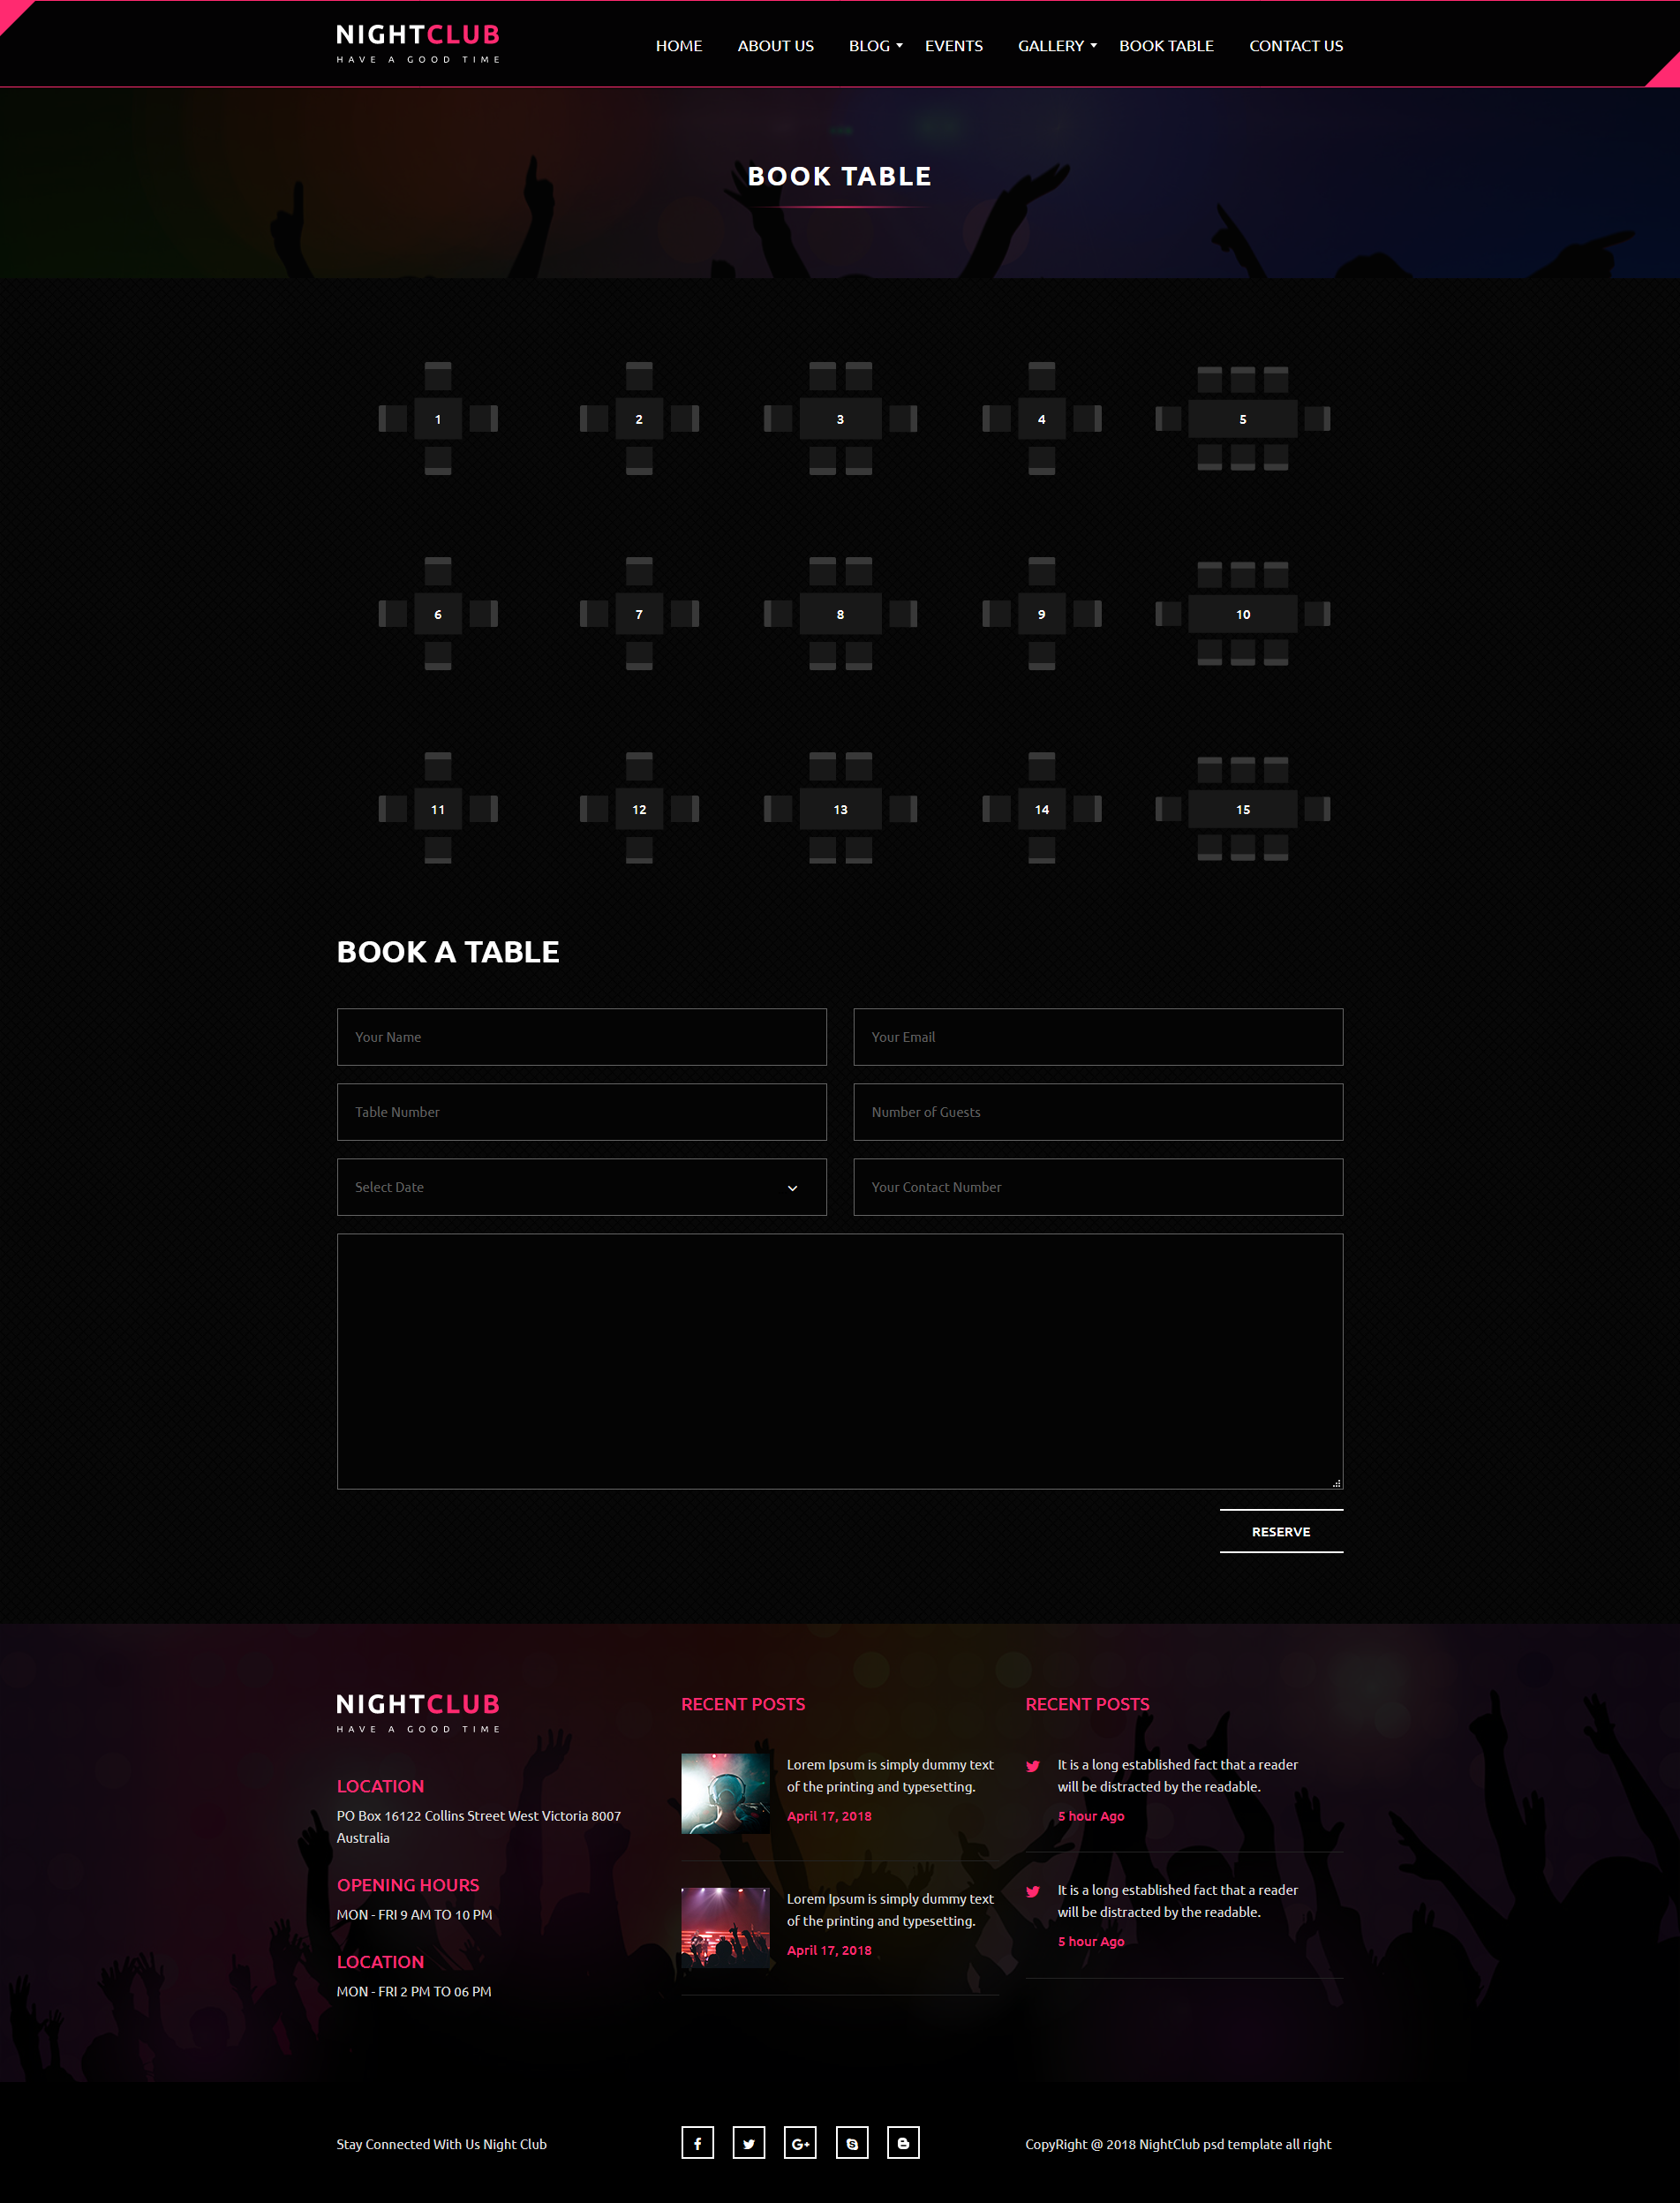 NIGHTCLUB
HAVE A GOOD TIME
HOME ABOUT US BLOG EVENTS GALLERY BOOK TABLE CONTACT US
BOOK TABLE
1 2 3 4 5
6 7 8 9 10
11 12 13 14 15
BOOK A TABLE
Your Name
Your Email
Table Number
Number of Guests
Select Date
Your Contact Number
RESERVE
NIGHTCLUB
HAVE A GOOD TIME
LOCATION
PO Box 16122 Collins Street West Victoria 8007
Australia
OPENING HOURS
MON - FRI 9 AM TO 10 PM
LOCATION
MON - FRI 2 PM TO 06 PM
RECENT POSTS
Lorem Ipsum is simply dummy text
of the printing and typesetting.
April 17, 2018
Lorem Ipsum is simply dummy text
of the printing and typesetting.
April 17, 2018
RECENT POSTS
It is a long established fact that a reader
will be distracted by the readable.
5 hour Ago
It is a long established fact that a reader
will be distracted by the readable.
5 hour Ago
Stay Connected With Us Night Club
CopyRight @ 2018 NightClub psd template all right